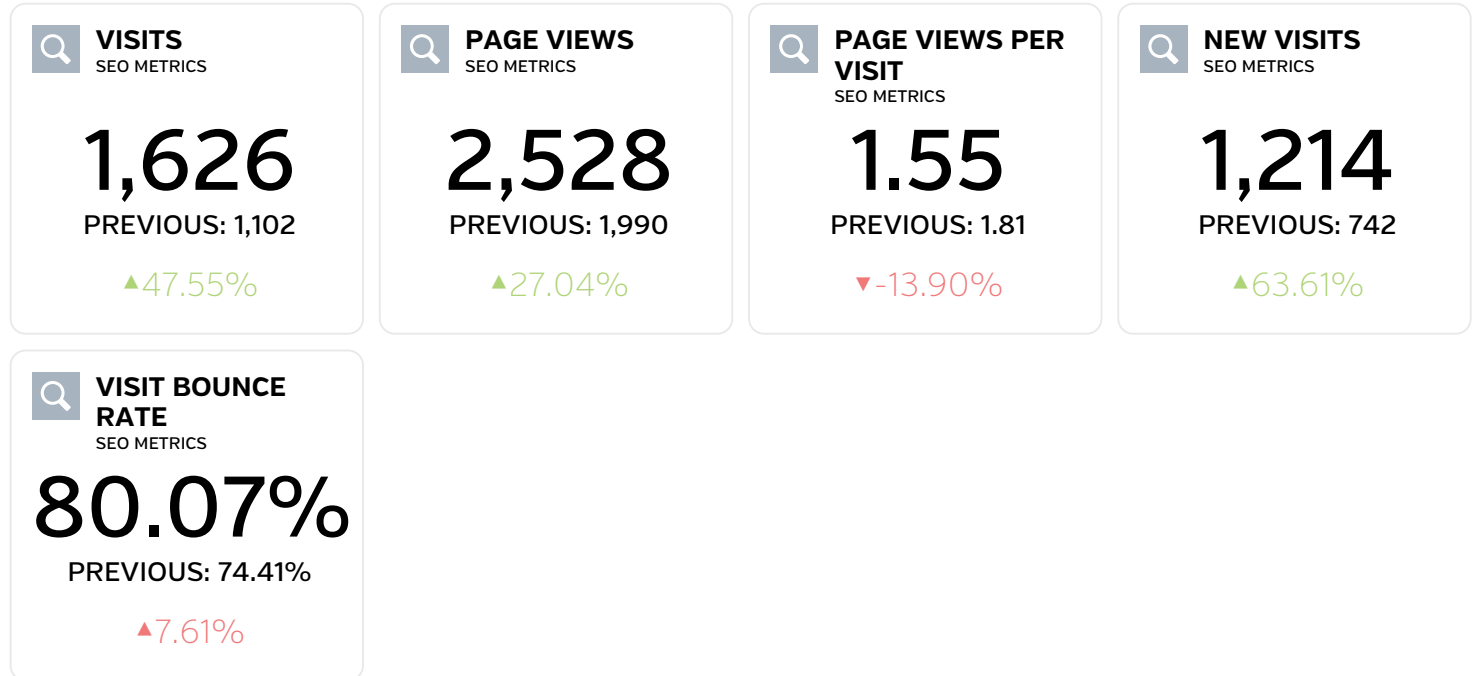 VISITS
SEO METRICS
1,626
PREVIOUS: 1,102
▲47.55%
PAGE VIEWS
SEO METRICS
2,528
PREVIOUS: 1,990
▲27.04%
PAGE VIEWS PER
VISIT
SEO METRICS
1.55
PREVIOUS: 1.81
▼-13.90%
NEW VISITS
SEO METRICS
1,214
PREVIOUS: 742
▲63.61%
VISIT BOUNCE
RATE
SEO METRICS
80.07%
PREVIOUS: 74.41%
▲7.61%